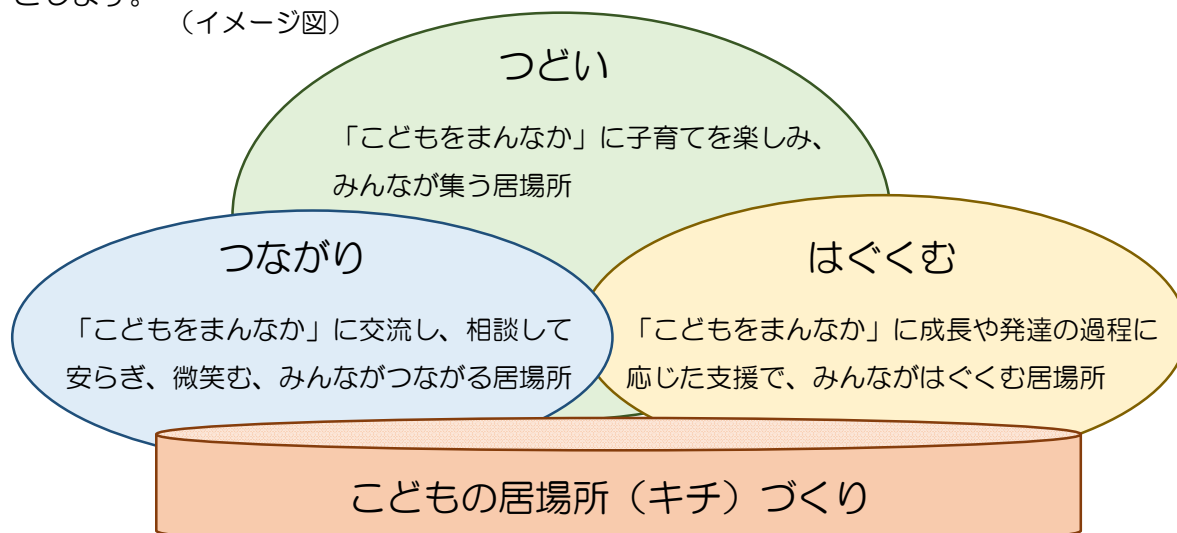 とします。
（イメージ図）
つどい
「こどもをまんなか」に子育てを楽しみ、
みんなが集う居場所
つながり
「こどもをまんなか」に交流し、相談して
安らぎ、微笑む、みんながつながる居場所
はぐくむ
「こどもをまんなか」に成長や発達の過程に
応じた支援で、みんながはぐくむ居場所
こどもの居場所（キチ）づくり